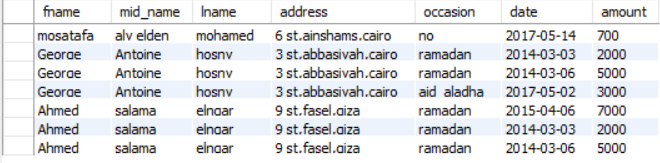 fname mid_name lname address occasion date amount
mosatafa aly elden mohamed 6 st.ainshams.cairo no 2017-05-14 700
George Antoine hosny 3 st.abbasiyah.cairo ramadan 2014-03-03 2000
George Antoine hosny 3 st.abbasiyah.cairo ramadan 2014-03-06 5000
George Antoine hosny 3 st.abbasiyah.cairo aid_aladha 2017-05-02 3000
Ahmed salama elngar 9 st.fasel.giza ramadan 2015-04-06 7000
Ahmed salama elngar 9 st.fasel.giza ramadan 2014-03-03 2000
Ahmed salama elngar 9 st.fasel.giza ramadan 2014-03-06 5000